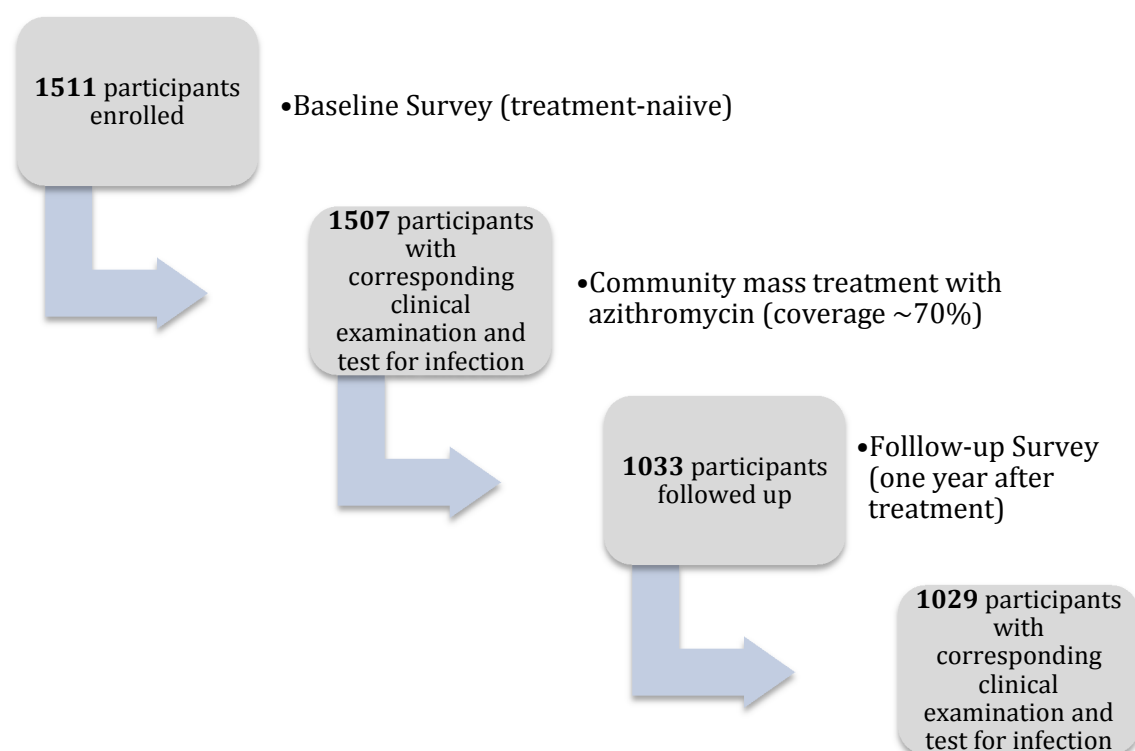 1511 participants
enrolled
•Baseline Survey (treatment-naiive)
1507 participants
with
corresponding
clinical
examination and
test for infection
•Community mass treatment with
azithromycin (coverage ~70%)
1033 participants
followed up
•Folllow-up Survey
(one year after
treatment)
1029 participants
with
corresponding
clinical
examination and
test for infection